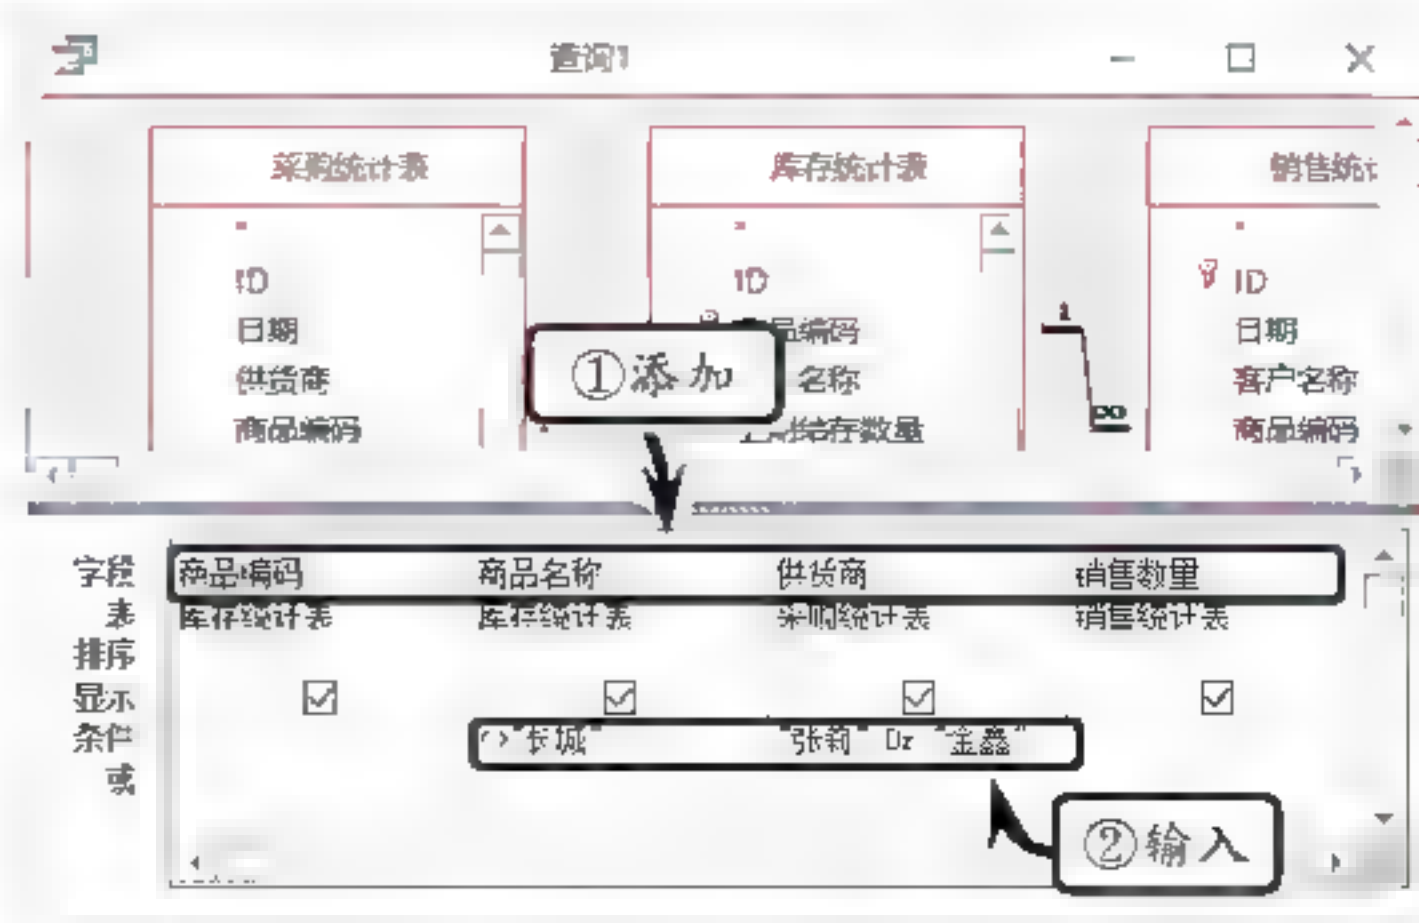 查询1
采购统计表
库存统计表
销售统计
ID
日期
供货商
商品编码
ID
品编码
名称
结存数量
ID
日期
客户名称
商品编码
1
∞
①添加
字段 商品编码 商品名称 供货商 销售数量
表 库存统计表 库存统计表 采购统计表 销售统计表
排序
显示
条件 <>"长城" "张莉" Or "金鑫"
或
②输入